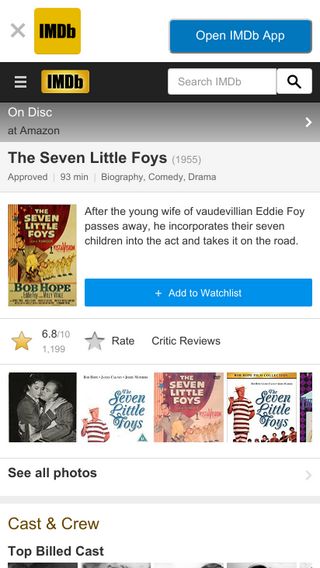 IMDb
Open IMDb App
IMDb
Search IMDb
On Disc
at Amazon
The Seven Little Foys (1955)
Approved | 93 min | Biography, Comedy, Drama
THE SEVEN LITTLE FOYS
VISTAVISION
BOB HOPE
MILLY VITALE
After the young wife of vaudevillian Eddie Foy
passes away, he incorporates their seven
children into the act and takes it on the road.
+ Add to Watchlist
6.8/10
1,199
Rate
Critic Reviews
The Seven Little Foys
THE SEVEN LITTLE FOYS
The Seven Little Foys
See all photos
Cast & Crew
Top Billed Cast